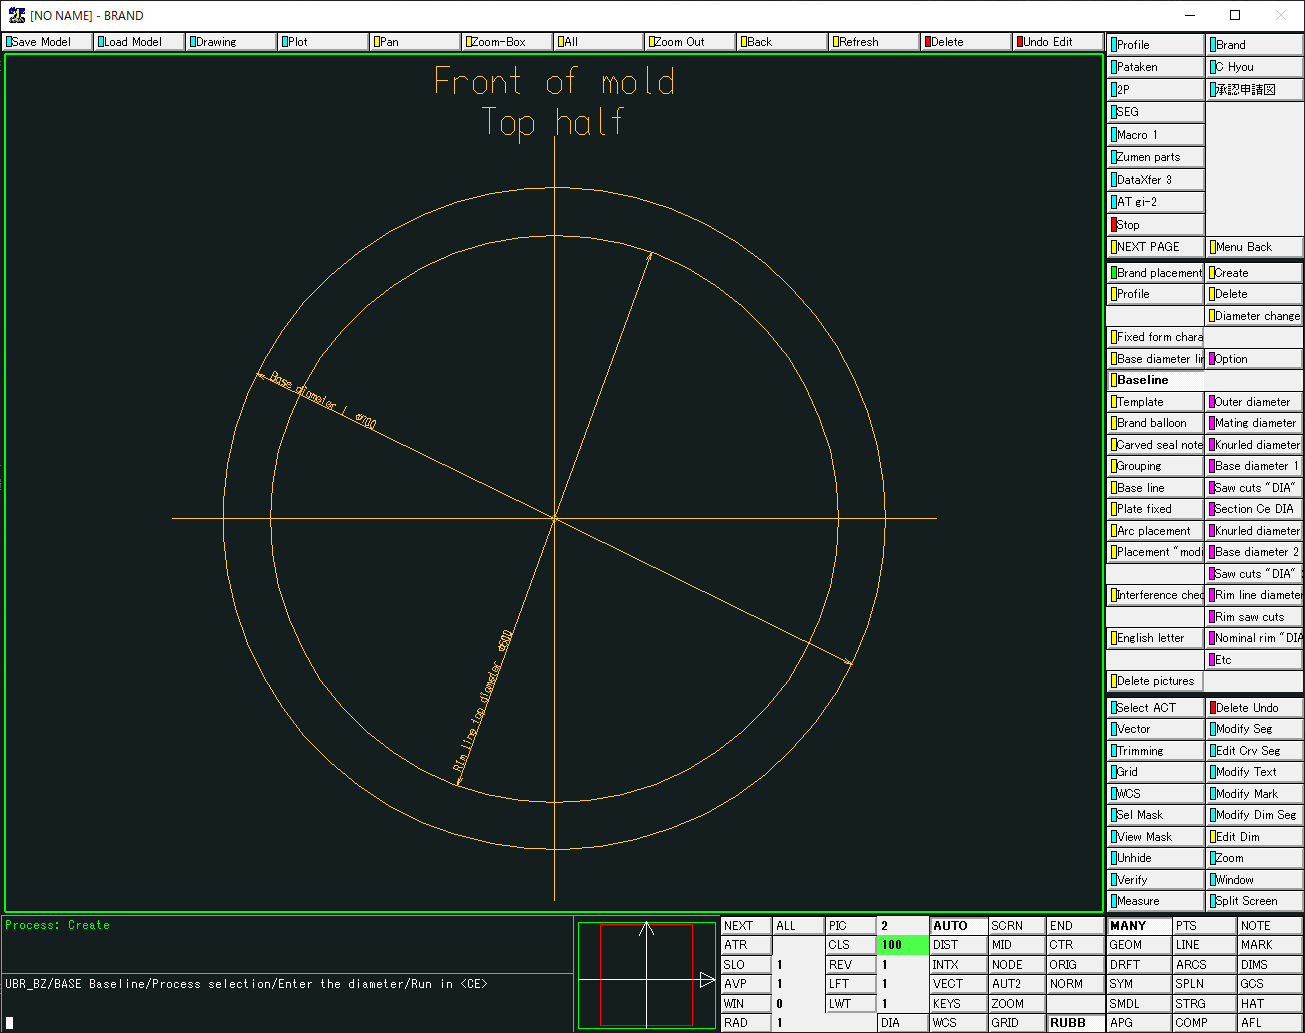 [NO NAME] - BRAND
Save Model Load Model Drawing Plot Pan Zoom-Box All Zoom Out Back Refresh Delete Undo Edit
Front of mold
Top half
Base diameter 1 φ700
Rim line top diameter φ600
Profile Brand
Pataken C Hyou
2P 承認申請図
SEG
Macro 1
Zumen parts
DataXfer 3
AT gi-2
Stop
NEXT PAGE Menu Back
Brand placement Create
Profile Delete
Diameter change
Fixed form chara
Base diameter lin Option
Baseline
Template Outer diameter
Brand balloon Mating diameter
Carved seal note Knurled diameter
Grouping Base diameter 1
Base line Saw cuts "DIA"
Plate fixed Section Ce DIA
Arc placement Knurled diameter
Placement "modi Base diameter 2
Saw cuts "DIA"
Interference chec Rim line diameter
Rim saw cuts
English letter Nominal rim "DIA
Etc
Delete pictures
Select ACT Delete Undo
Vector Modify Seg
Trimming Edit Crv Seg
Grid Modify Text
WCS Modify Mark
Sel Mask Modify Dim Seg
View Mask Edit Dim
Unhide Zoom
Verify Window
Measure Split Screen
Process: Create
UBR_BZ/BASE Baseline/Process selection/Enter the diameter/Run in <CE>
NEXT ALL PIC 2 AUTO SCRN END MANY PTS NOTE
ATR CLS 100 DIST MID CTR GEOM LINE MARK
SLO 1 REV 1 INTX NODE ORIG DRFT ARCS DIMS
AVP 1 LFT 1 VECT AUT2 NORM SYM SPLN GCS
WIN 0 LWT 1 KEYS ZOOM SMDL STRG HAT
RAD 1 DIA WCS GRID RUBB APG COMP AFL